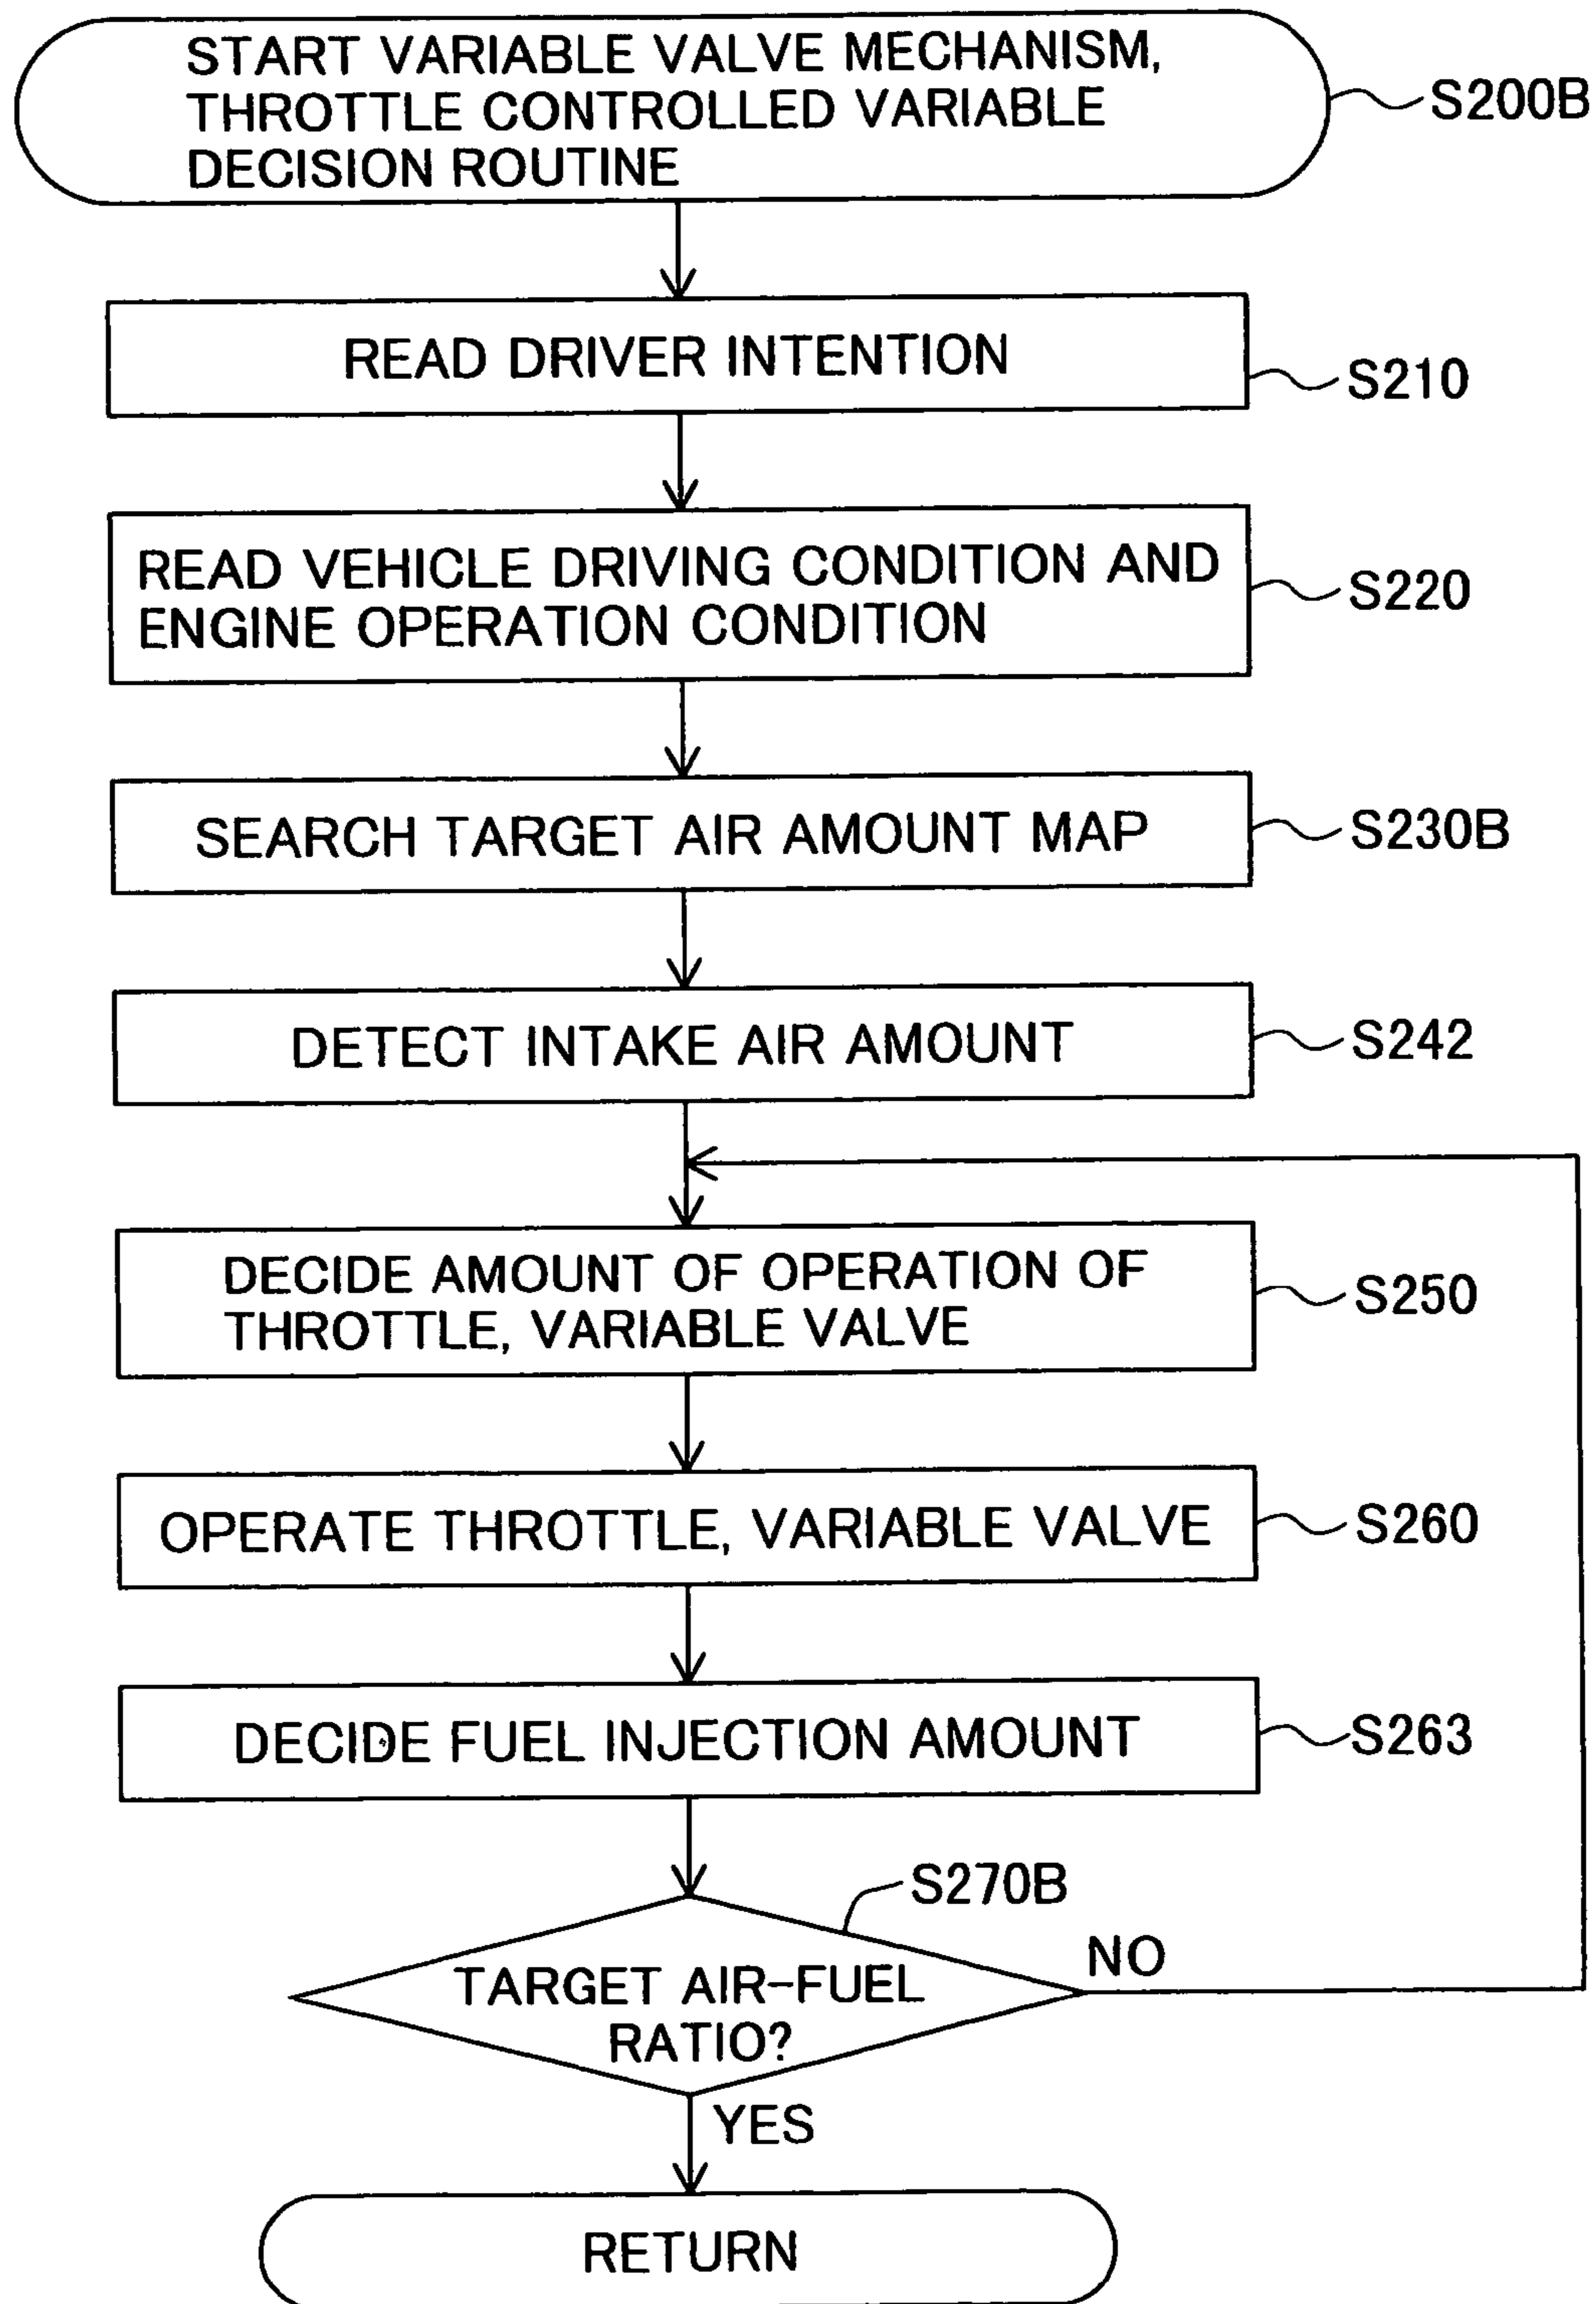 START VARIABLE VALVE MECHANISM,
THROTTLE CONTROLLED VARIABLE
DECISION ROUTINE
S200B
READ DRIVER INTENTION
S210
READ VEHICLE DRIVING CONDITION AND
ENGINE OPERATION CONDITION
S220
SEARCH TARGET AIR AMOUNT MAP
S230B
DETECT INTAKE AIR AMOUNT
S242
DECIDE AMOUNT OF OPERATION OF
THROTTLE, VARIABLE VALVE
S250
OPERATE THROTTLE, VARIABLE VALVE
S260
DECIDE FUEL INJECTION AMOUNT
S263
S270B
TARGET AIR-FUEL
RATIO?
NO
YES
RETURN